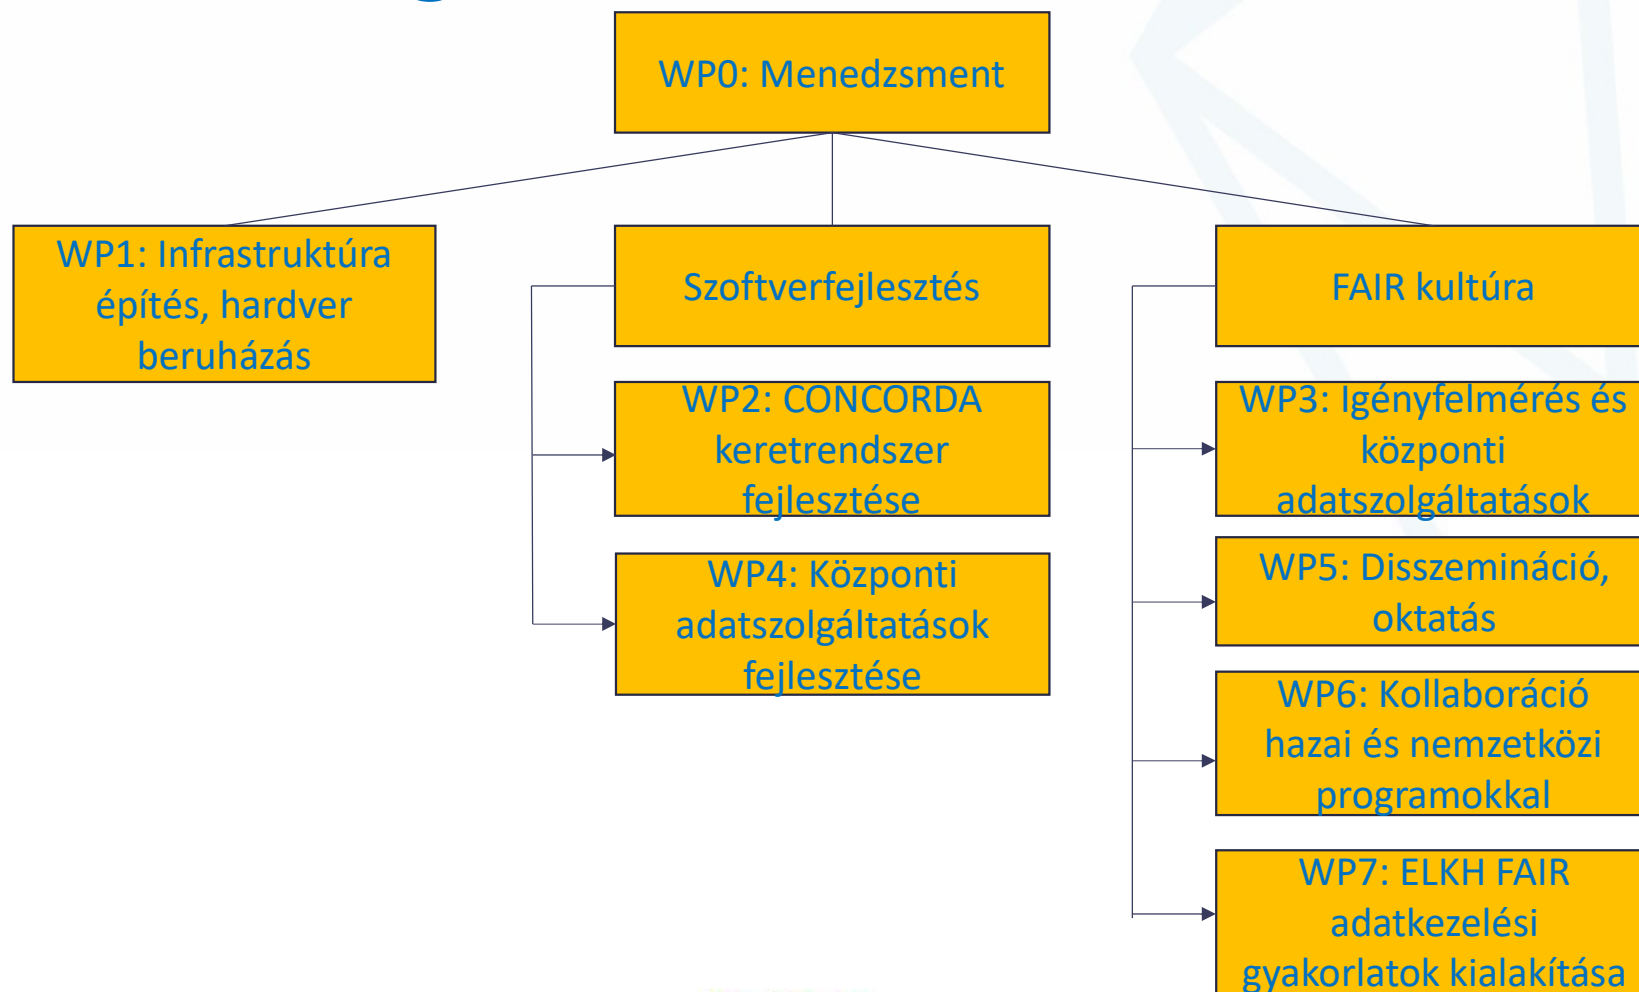 WP0: Menedzsment
WP1: Infrastruktúra
építés, hardver
beruházás
Szoftverfejlesztés
WP2: CONCORDA
keretrendszer
fejlesztése
WP4: Központi
adatszolgáltatások
fejlesztése
FAIR kultúra
WP3: Igényfelmérés és
központi
adatszolgáltatások
WP5: Disszemináció,
oktatás
WP6: Kollaboráció
hazai és nemzetközi
programokkal
WP7: ELKH FAIR
adatkezelési
gyakorlatok kialakítása